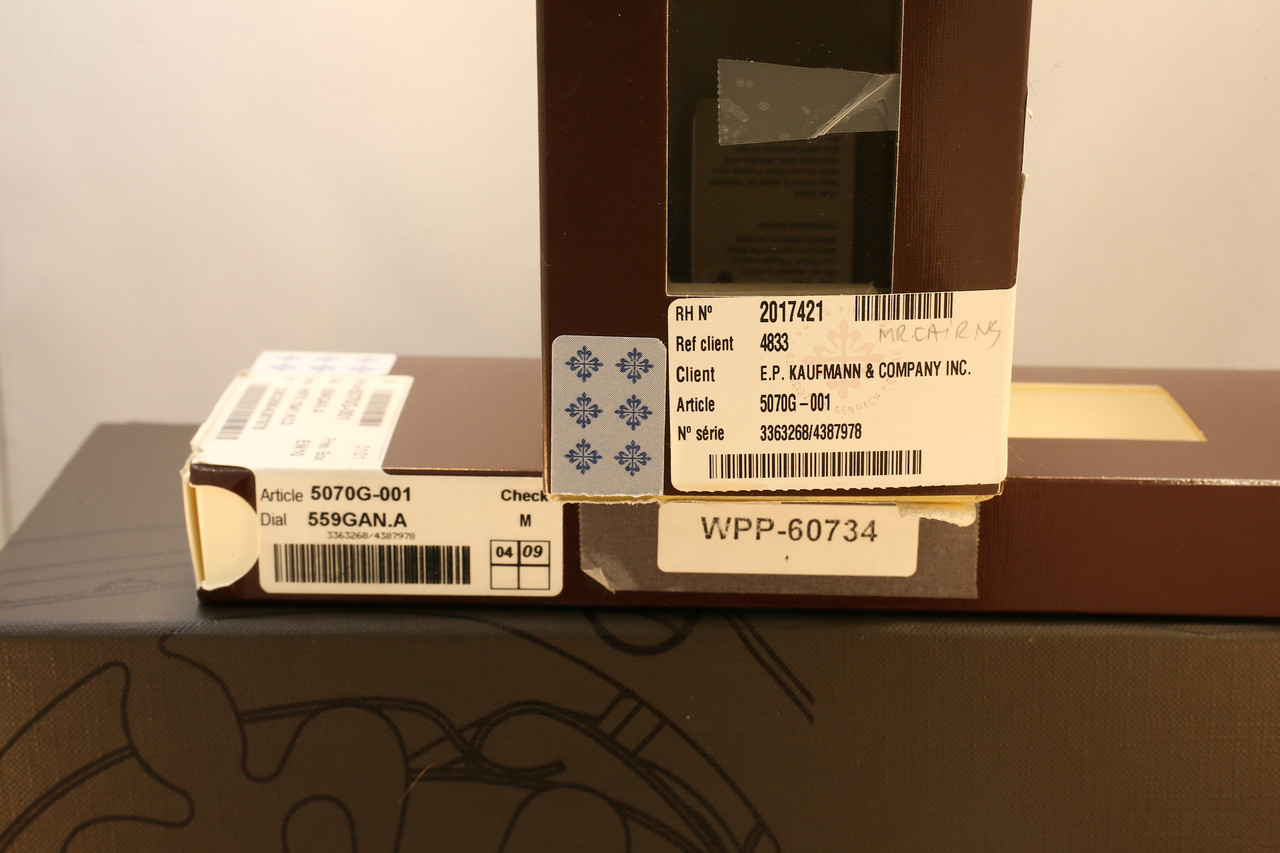 RH Nº 2017421
MR. CAIRNS
Ref client 4833
Client E.P. KAUFMANN & COMPANY INC.
Article 5070G-001
Nº série 3363268/4387978
Article 5070G-001 Check
Dial 559GAN.A M
3363268/4387978
04 09
WPP-60734